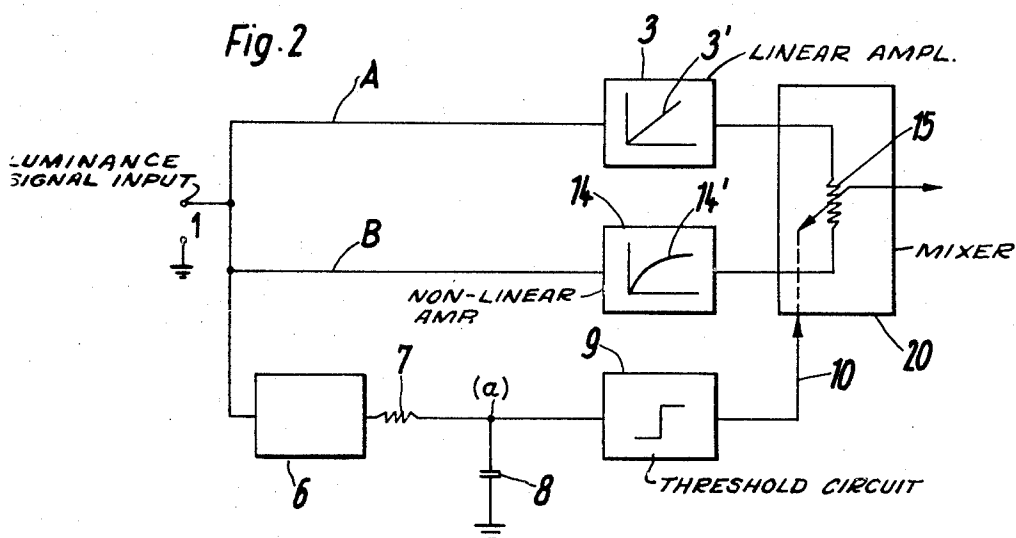 Fig. 2
3
3'
LINEAR AMPL.
A
15
LUMINANCE
SIGNAL INPUT
1
14
14'
B
MIXER
NON-LINEAR
AMP.
20
9
10
7
(a)
6
8
THRESHOLD CIRCUIT